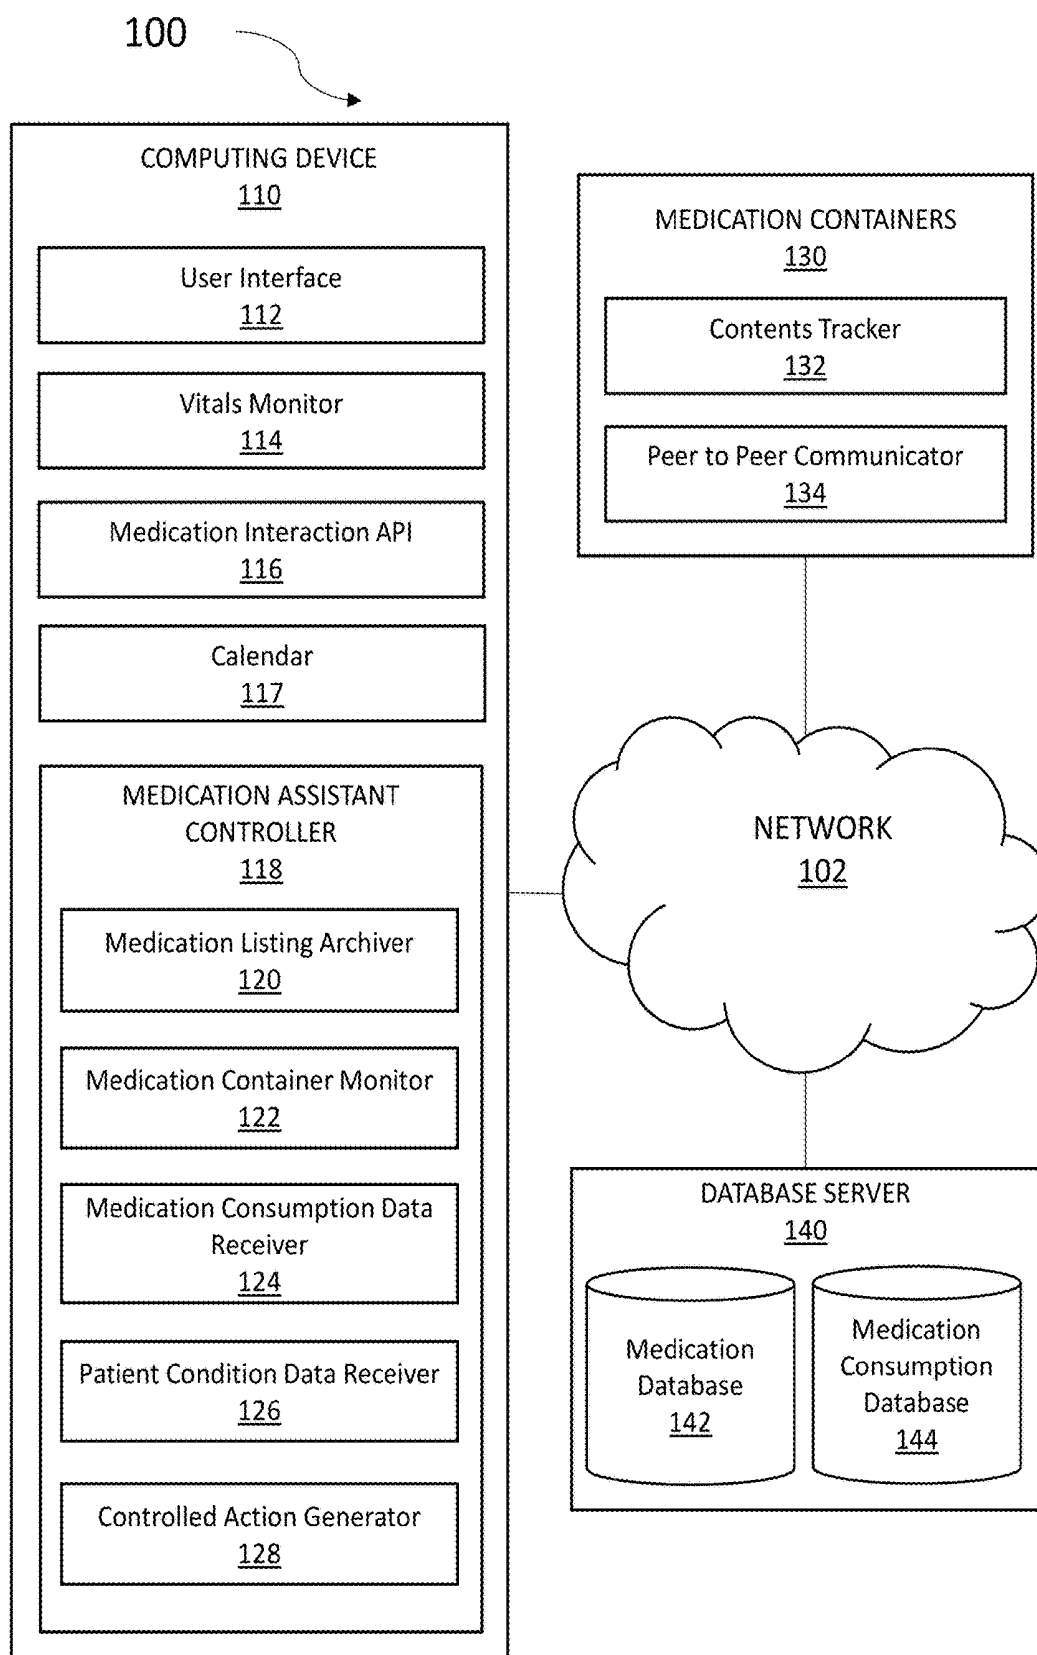 100
COMPUTING DEVICE
110
User Interface
112
Vitals Monitor
114
Medication Interaction API
116
Calendar
117
MEDICATION ASSISTANT
CONTROLLER
118
Medication Listing Archiver
120
Medication Container Monitor
122
Medication Consumption Data
Receiver
124
Patient Condition Data Receiver
126
Controlled Action Generator
128
MEDICATION CONTAINERS
130
Contents Tracker
132
Peer to Peer Communicator
134
NETWORK
102
DATABASE SERVER
140
Medication
Database
142
Medication
Consumption
Database
144